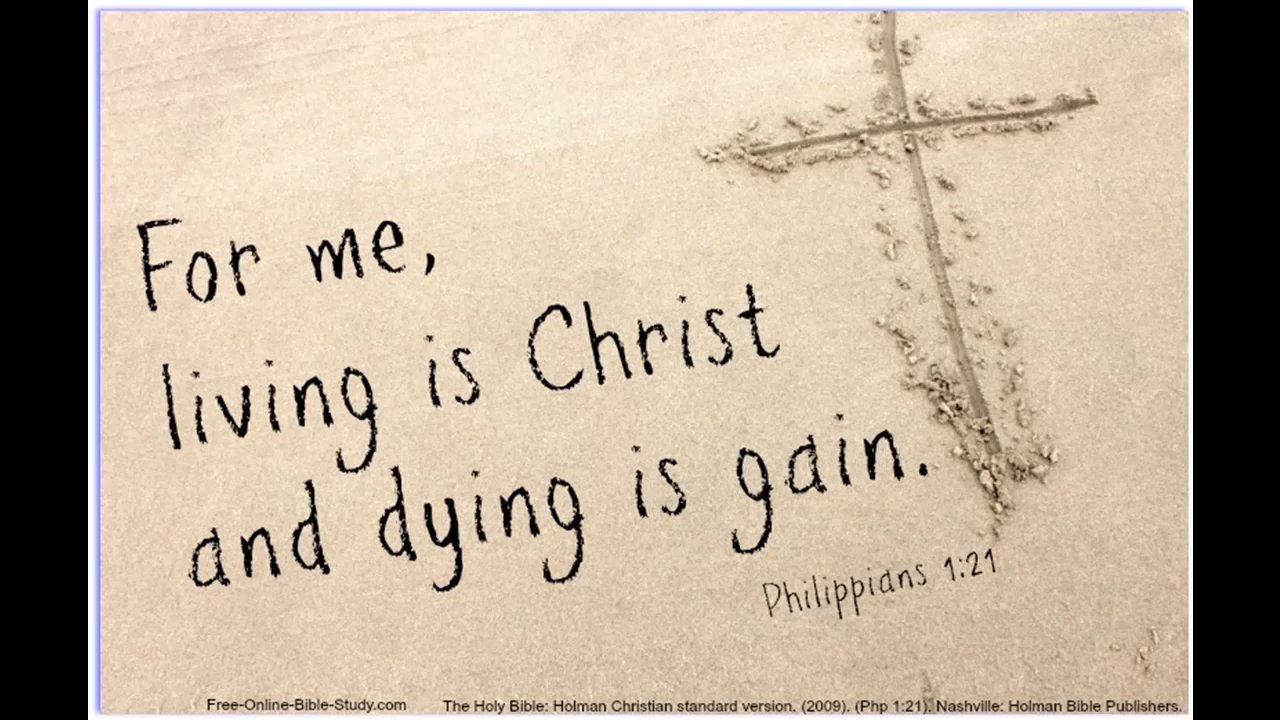 For me,
living is Christ
and dying is gain.
Philippians 1:21
Free-Online-Bible-Study.com The Holy Bible: Holman Christian standard version. (2009). (Php 1:21). Nashville: Holman Bible Publishers.